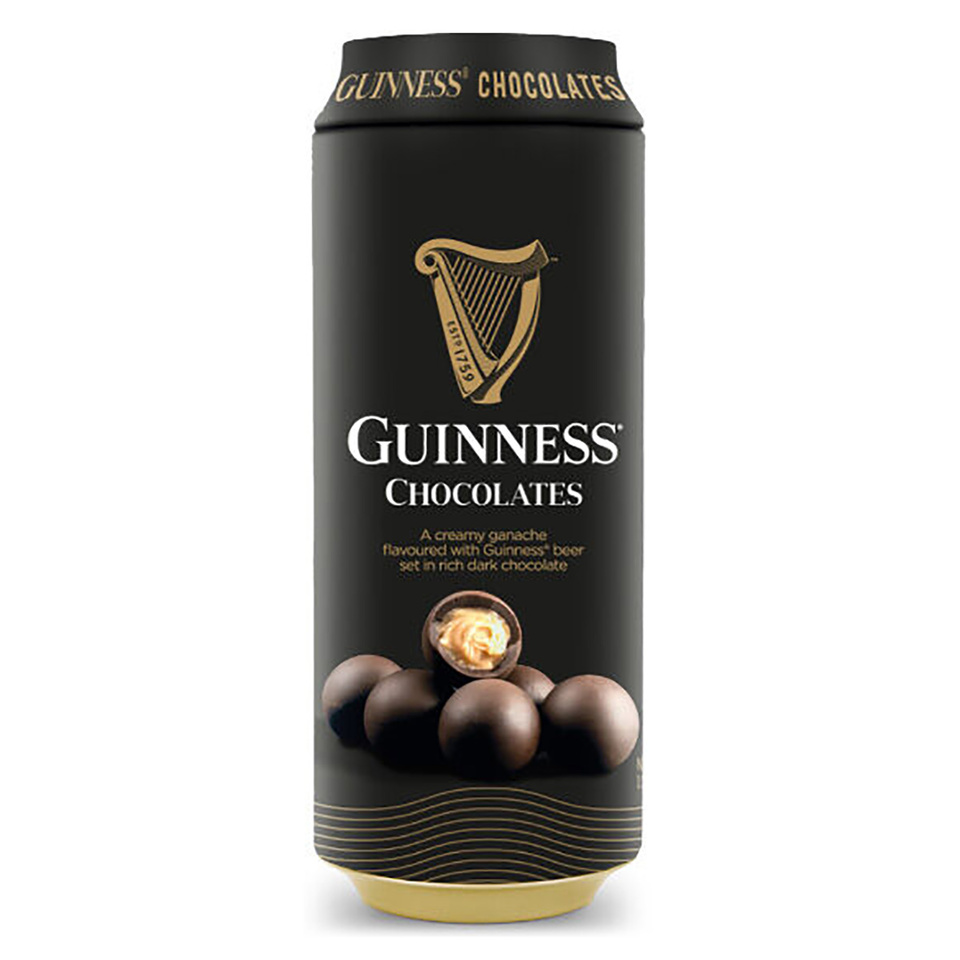 GUINNESS® CHOCOLATES
ESTD 1759
GUINNESS®
CHOCOLATES
A creamy ganache
flavoured with Guinness® beer
set in rich dark chocolate